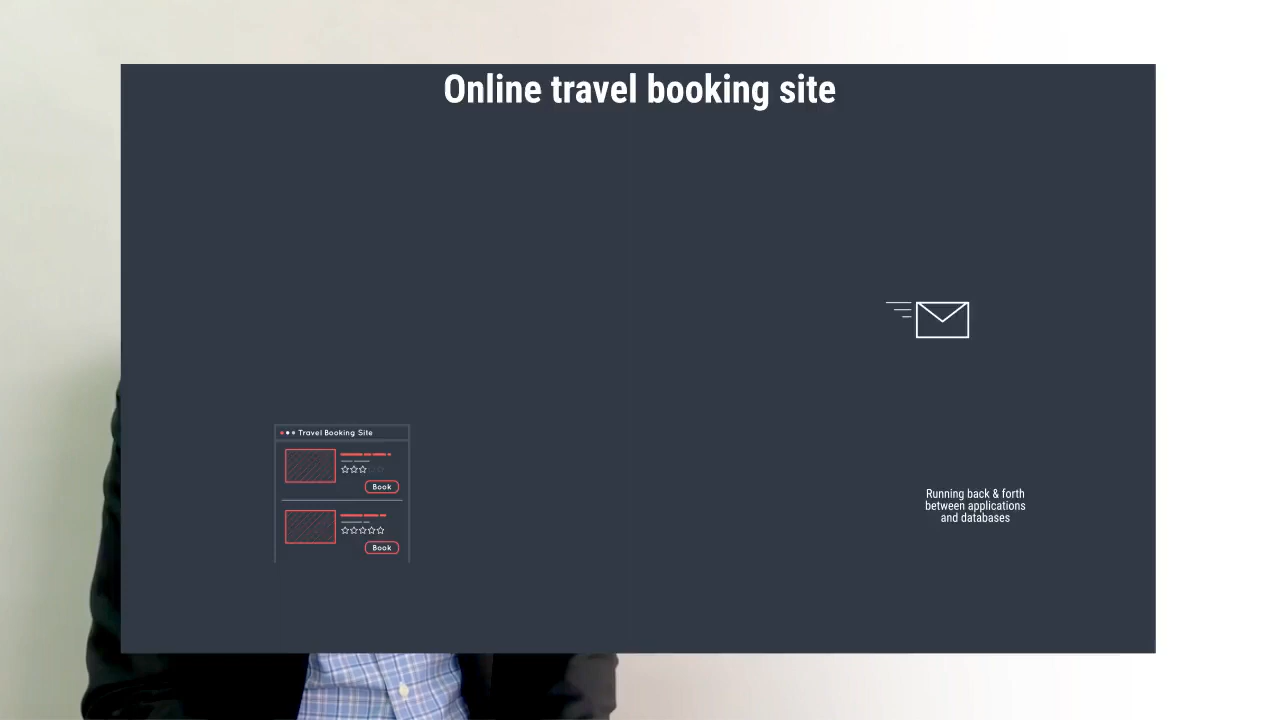 Online travel booking site
Travel Booking Site
Book
Book
Running back & forth
between applications
and databases